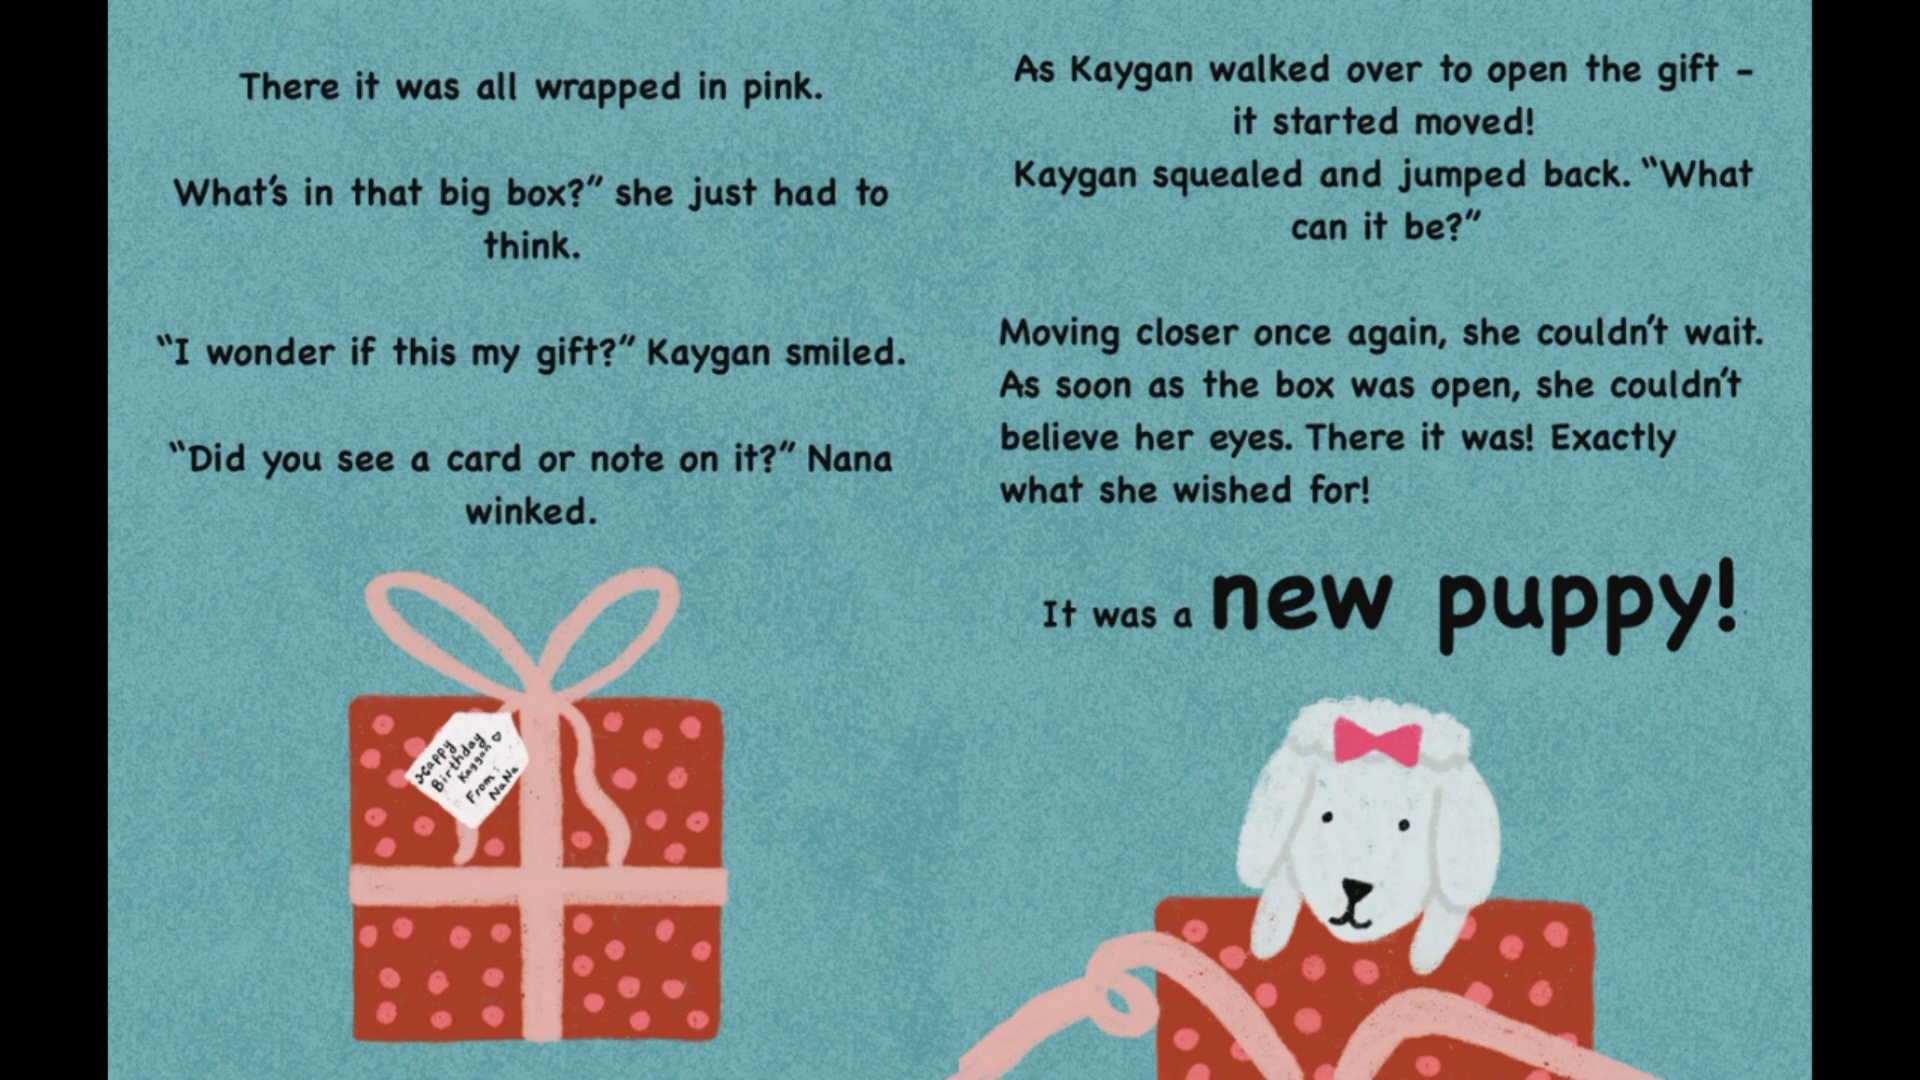 There it was all wrapped in pink.
What's in that big box?” she just had to
think.
“I wonder if this my gift?” Kaygan smiled.
“Did you see a card or note on it?” Nana
winked.
Happy
Birthday
Kaygan ♡
From:
NaNa
As Kaygan walked over to open the gift –
it started moved!
Kaygan squealed and jumped back. “What
can it be?”
Moving closer once again, she couldn't wait.
As soon as the box was open, she couldn't
believe her eyes. There it was! Exactly
what she wished for!
It was a new puppy!